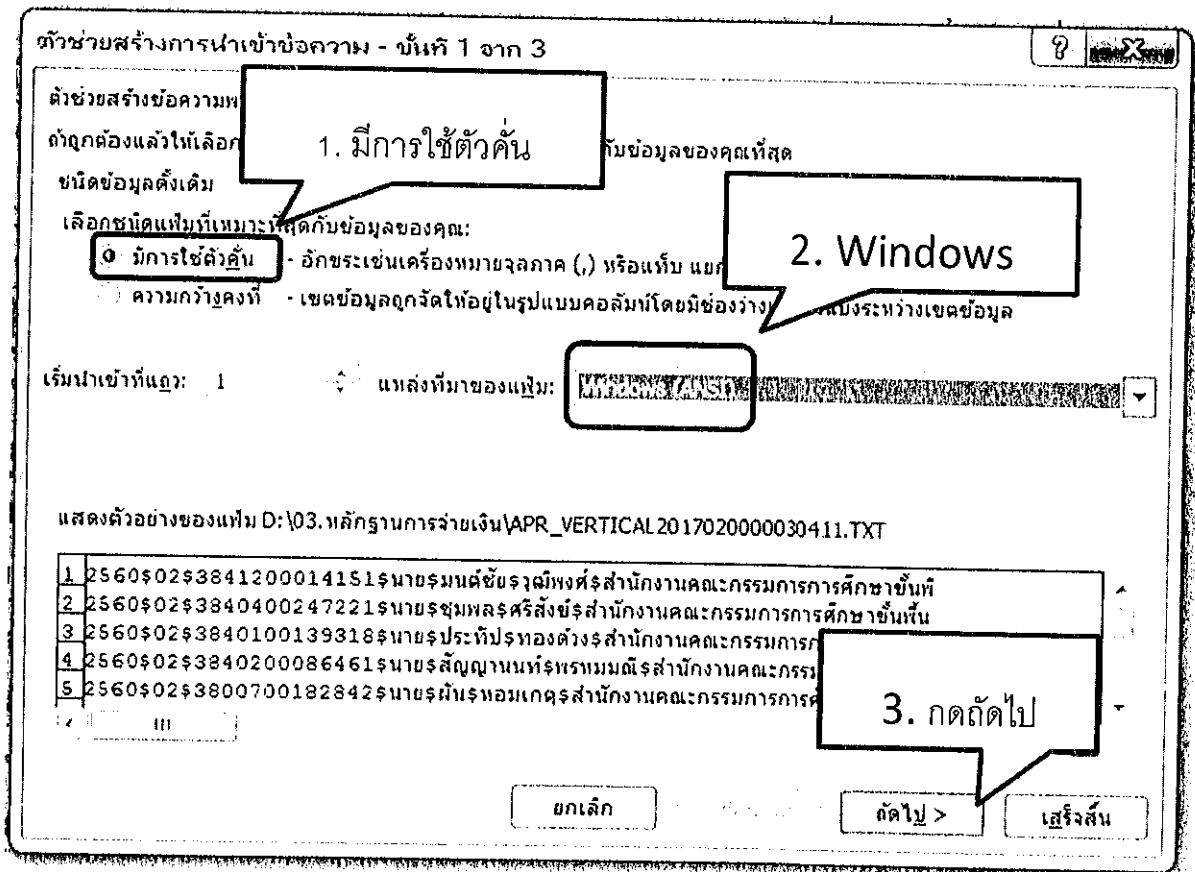 ตัวช่วยสร้างการนำเข้าข้อความ - ขั้นที่ 1 จาก 3
ตัวช่วยสร้างข้อความพ
ถ้าถูกต้องแล้วให้เลือก
กับข้อมูลของคุณที่สุด
1. มีการใช้ตัวคั่น
ชนิดข้อมูลดั้งเดิม
เลือกชนิดแฟ้มที่เหมาะที่สุดกับข้อมูลของคุณ:
มีการใช้ตัวคั่น - อักขระเช่นเครื่องหมายจุลภาค (,) หรือแท็บ แยก
2. Windows
ความกว้างคงที่ - เขตข้อมูลถูกจัดให้อยู่ในรูปแบบคอลัมน์โดยมีช่องว่าง ระหว่างเขตข้อมูล
เริ่มนำเข้าที่แถว: 1 แหล่งที่มาของแฟ้ม: Windows (ANSI)
แสดงตัวอย่างของแฟ้ม D:\03.หลักฐานการจ่ายเงิน\APR_VERTICAL20170200000030411.TXT
1 2560$02$3841200014151$นาย$มนต์ชัย$วุฒิพงศ์$สำนักงานคณะกรรมการการศึกษาขั้นพื
2 2560$02$3840400247221$นาย$ชุมพล$ศรีสังข์$สำนักงานคณะกรรมการการศึกษาขั้นพื้น
3 2560$02$3840100139318$นาย$ประทีป$ทองด้วง$สำนักงานคณะกรรมการก
4 2560$02$3840200086461$นาย$สัญญานนท์$พรหมมณี$สำนักงานคณะกรรม
5 2560$02$3800700182842$นาย$ผัน$หอมเกตุ$สำนักงานคณะกรรมการการศ
3. กดถัดไป
ยกเลิก
ถัดไป >
เสร็จสิ้น